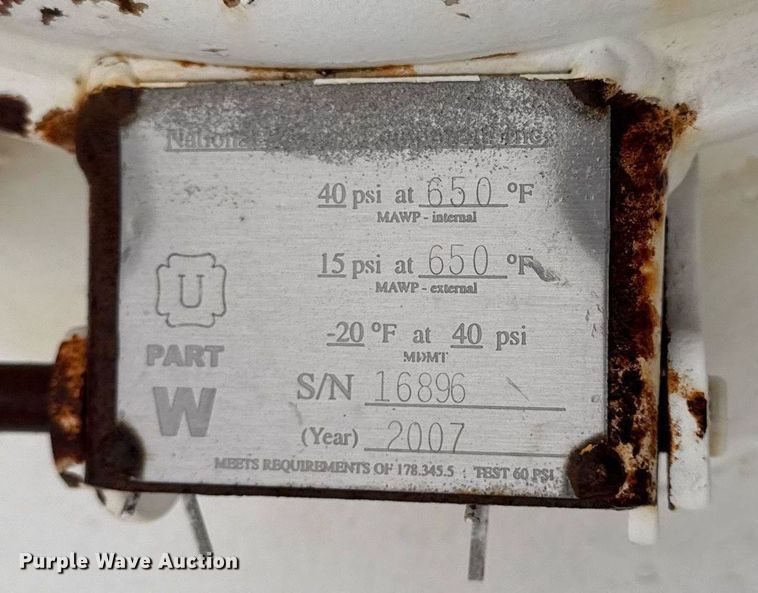 National
40 psi at 650 °F
MAWP - internal
15 psi at 650 °F
MAWP - external
U
-20 °F at 40 psi
MDMT
PART
W
S/N 16896
(Year) 2007
MEETS REQUIREMENTS OF 178.345.5 TEST 60 PSI
Purple Wave Auction